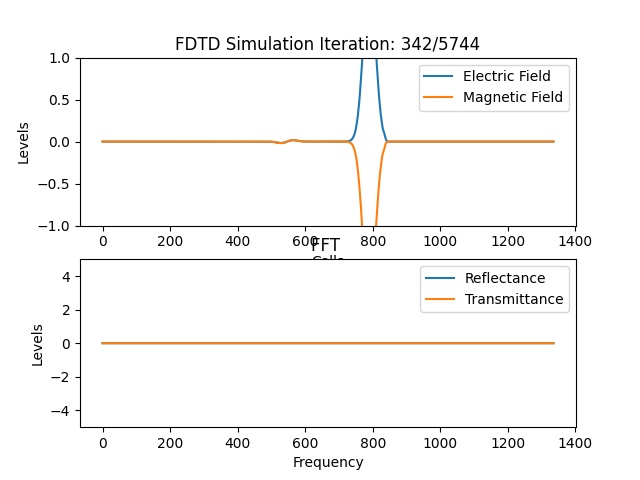 FDTD Simulation Iteration: 342/5744
1.0
0.5
0.0
−0.5
−1.0
Levels
Electric Field
Magnetic Field
0 200 400 600 800 1000 1200 1400
Cells
FFT
4
2
0
−2
−4
Levels
Reflectance
Transmittance
0 200 400 600 800 1000 1200 1400
Frequency